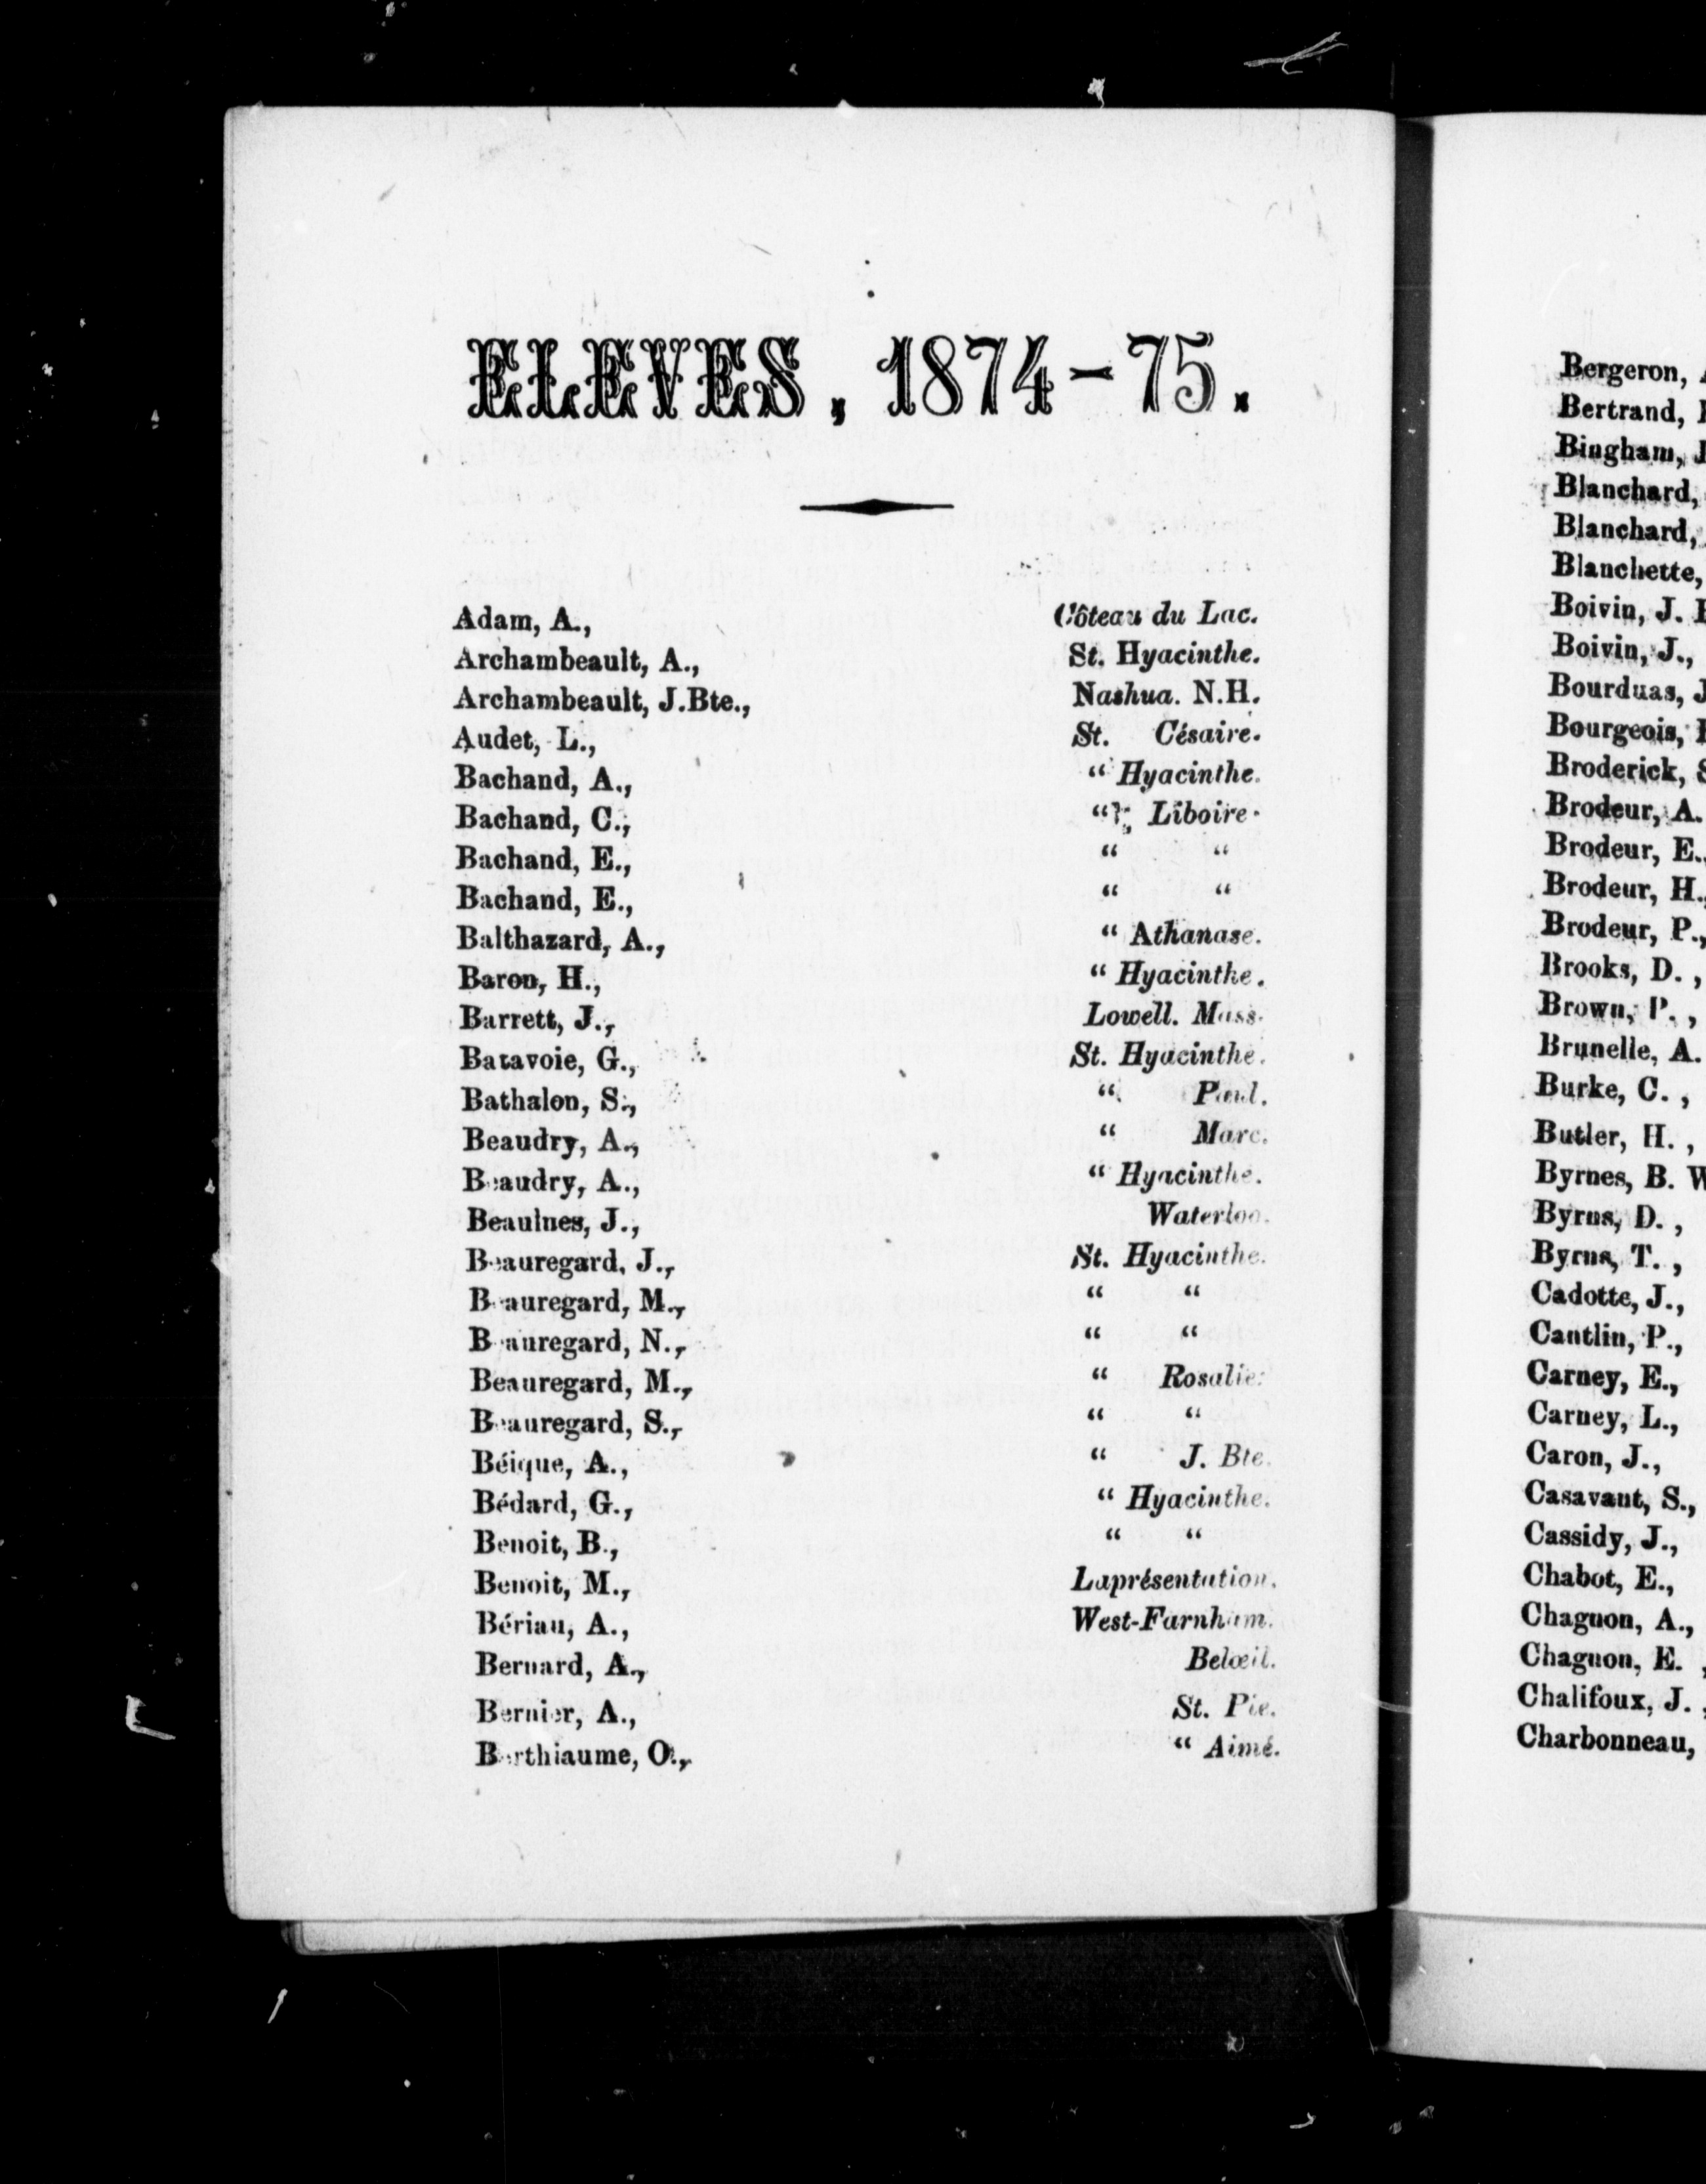 ELEVES, 1874-75.
Adam, A., Côteau du Lac.
Archambeault, A., St. Hyacinthe.
Archambeault, J.Bte., Nashua. N.H.
Audet, L., St. Césaire.
Bachand, A., “ Hyacinthe.
Bachand, C., “ Liboire.
Bachand, E., “ “
Bachand, E., “ “
Balthazard, A., “ Athanase.
Baron, H., “ Hyacinthe.
Barrett, J., Lowell. Mass.
Batavoie, G., St. Hyacinthe.
Bathalon, S., “ Paul.
Beaudry, A., “ Marc.
Beaudry, A., “ Hyacinthe.
Beaulnes, J., Waterloo.
Beauregard, J., St. Hyacinthe.
Beauregard, M., “ “
Beauregard, N., “ “
Beauregard, M., “ Rosalie.
Beauregard, S., “ “
Béique, A., “ J. Bte.
Bédard, G., “ Hyacinthe.
Benoit, B., “ “
Benoit, M., Laprésentation.
Bériau, A., West-Farnham.
Bernard, A., Belœil.
Bernier, A., St. Pie.
Berthiaume, O., “ Aimé.
Bergeron,
Bertrand,
Bingham,
Blanchard,
Blanchard,
Blanchette,
Boivin, J.
Boivin, J.,
Bourduas,
Bourgeois,
Broderick,
Brodeur, A.
Brodeur, E.,
Brodeur, H.,
Brodeur, P.,
Brooks, D. ,
Brown, P. ,
Brunelle, A.
Burke, C. ,
Butler, H. ,
Byrnes, B.
Byrns, D. ,
Byrns, T. ,
Cadotte, J.,
Cantlin, P.,
Carney, E.,
Carney, L.,
Caron, J.,
Casavant, S.,
Cassidy, J.,
Chabot, E.,
Chagnon, A.,
Chagnon, E. ,
Chalifoux, J. ,
Charbonneau,